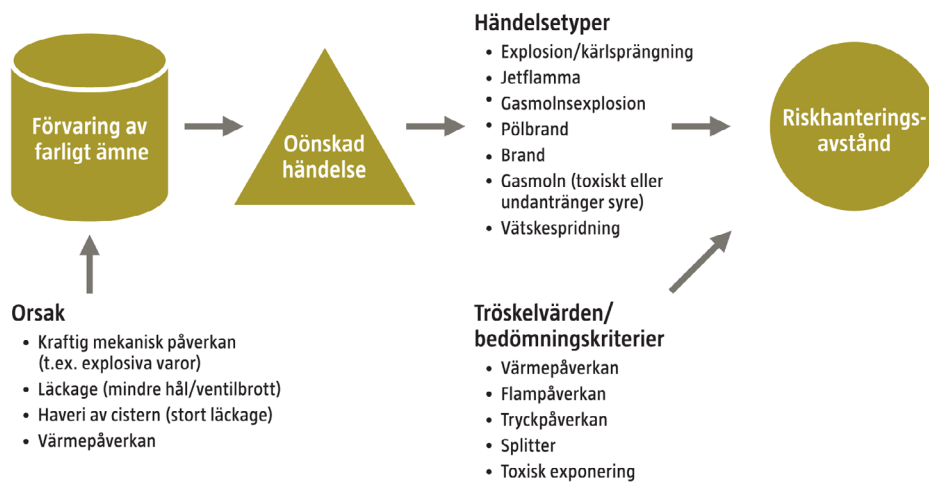 Förvaring av
farligt ämne
Oönskad
händelse
Händelsetyper
• Explosion/kärlsprängning
• Jetflamma
• Gasmolnsexplosion
• Pölbrand
• Brand
• Gasmoln (toxiskt eller
undantränger syre)
• Vätskespridning
Riskhanterings-
avstånd
Orsak
• Kraftig mekanisk påverkan
(t.ex. explosiva varor)
• Läckage (mindre hål/ventilbrott)
• Haveri av cistern (stort läckage)
• Värmepåverkan
Tröskelvärden/
bedömningskriterier
• Värmepåverkan
• Flampåverkan
• Tryckpåverkan
• Splitter
• Toxisk exponering